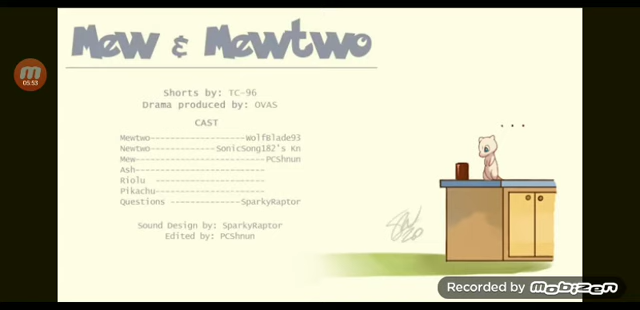 Mew & Mewtwo
05:53
Shorts by: TC-96
Drama produced by: OVAS
CAST
Mewtwo--------------------WolfBlade93
Newtwo--------------SonicSong182's Kn
Mew-------------------------PCShnun
Ash-------------------------
Riolu -----------------------
Pikachu----------------------
Questions --------------SparkyRaptor
Sound Design by: SparkyRaptor
Edited by: PCShnun
...
Recorded by mobizen